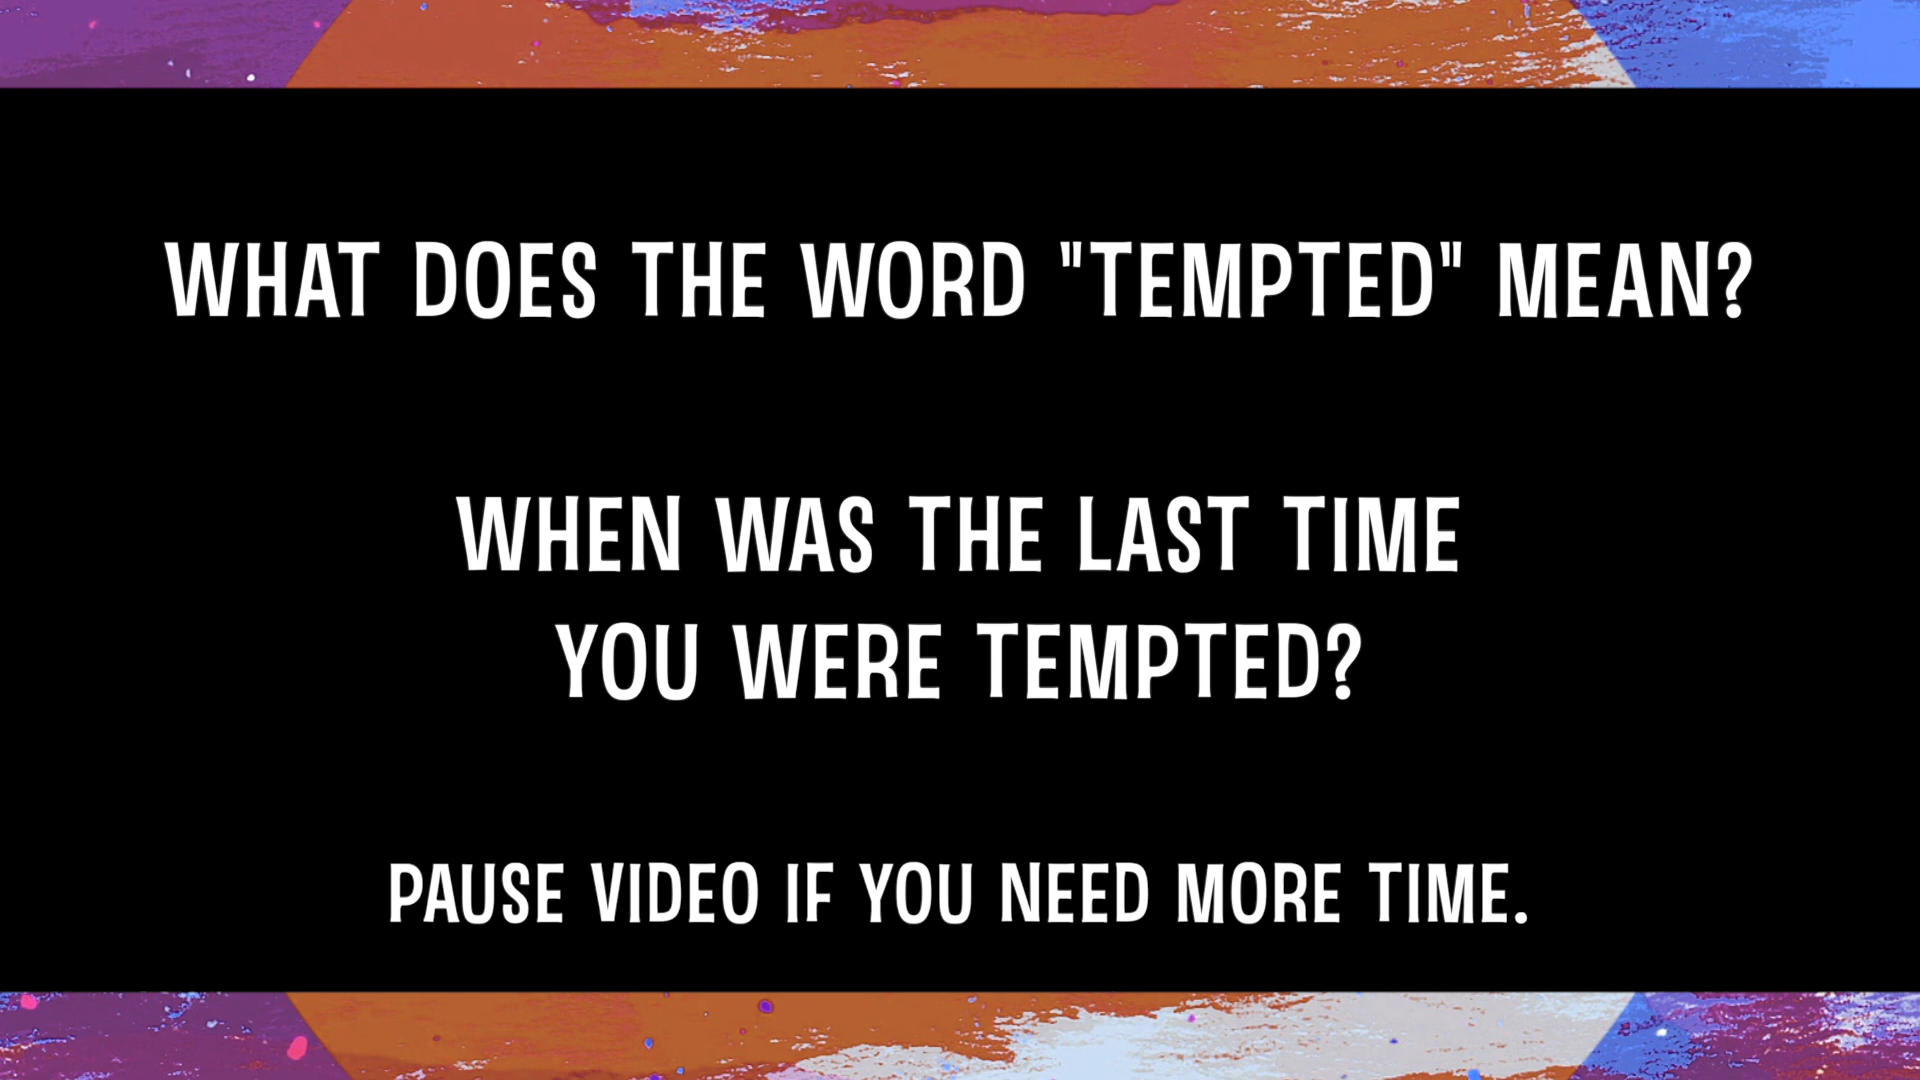 WHAT DOES THE WORD "TEMPTED" MEAN?
WHEN WAS THE LAST TIME
YOU WERE TEMPTED?
PAUSE VIDEO IF YOU NEED MORE TIME.